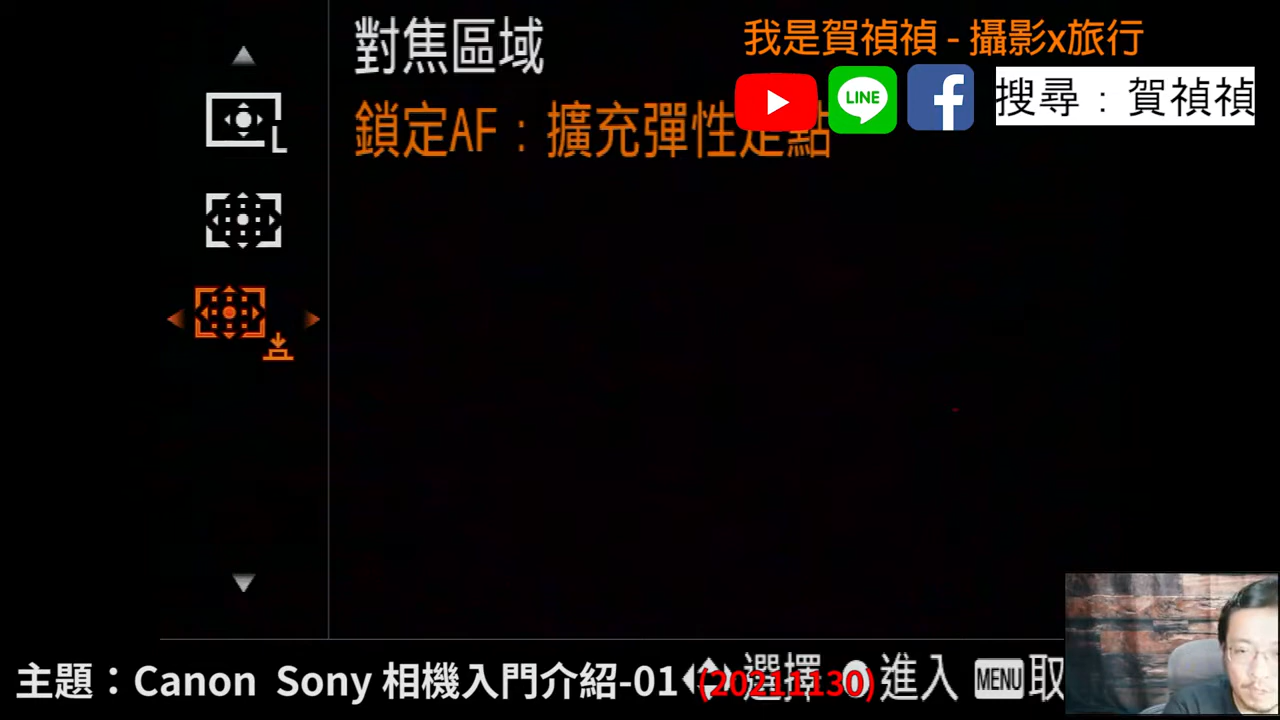 對焦區域
我是賀禎禎 - 攝影x旅行
LINE
搜尋：賀禎禎
鎖定AF：擴充彈性定點
L
主題：Canon Sony 相機入門介紹-01
(20211130)
選擇 進入 MENU 取